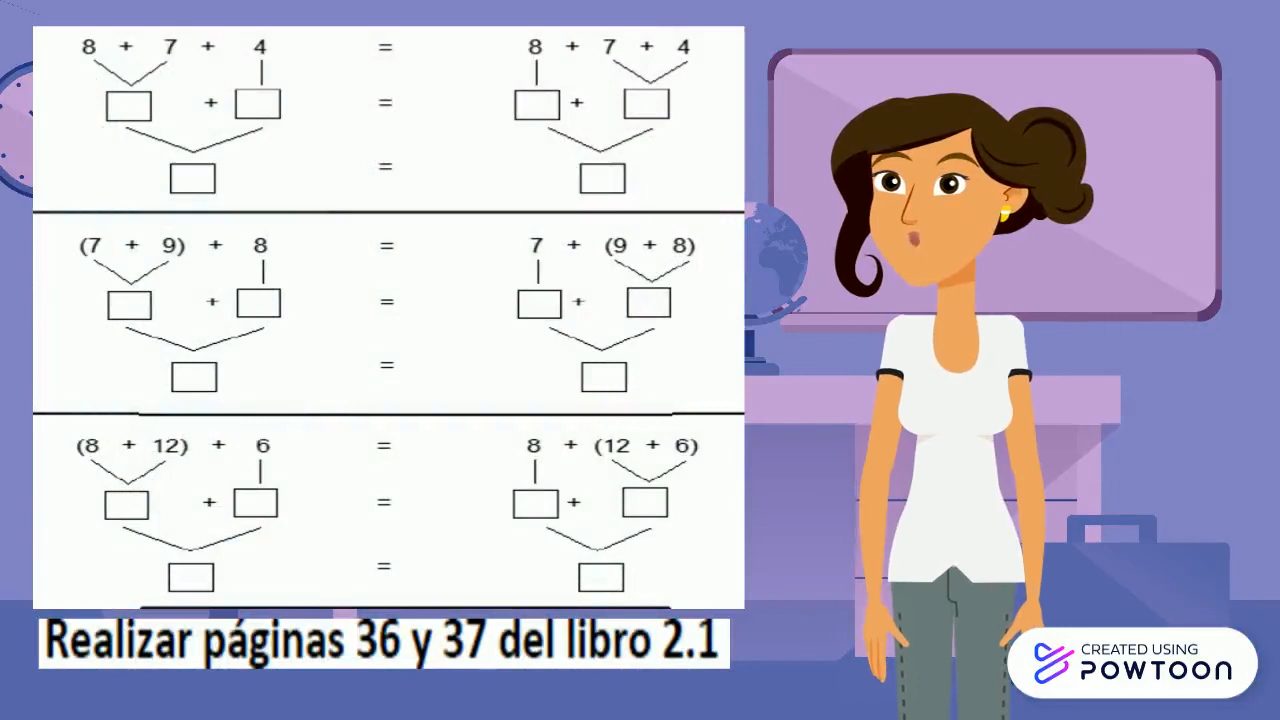 8 + 7 + 4 = 8 + 7 + 4
+ = +
=
(7 + 9) + 8 = 7 + (9 + 8)
+ = +
=
(8 + 12) + 6 = 8 + (12 + 6)
+ = +
=
Realizar páginas 36 y 37 del libro 2.1
CREATED USING
POWTOON